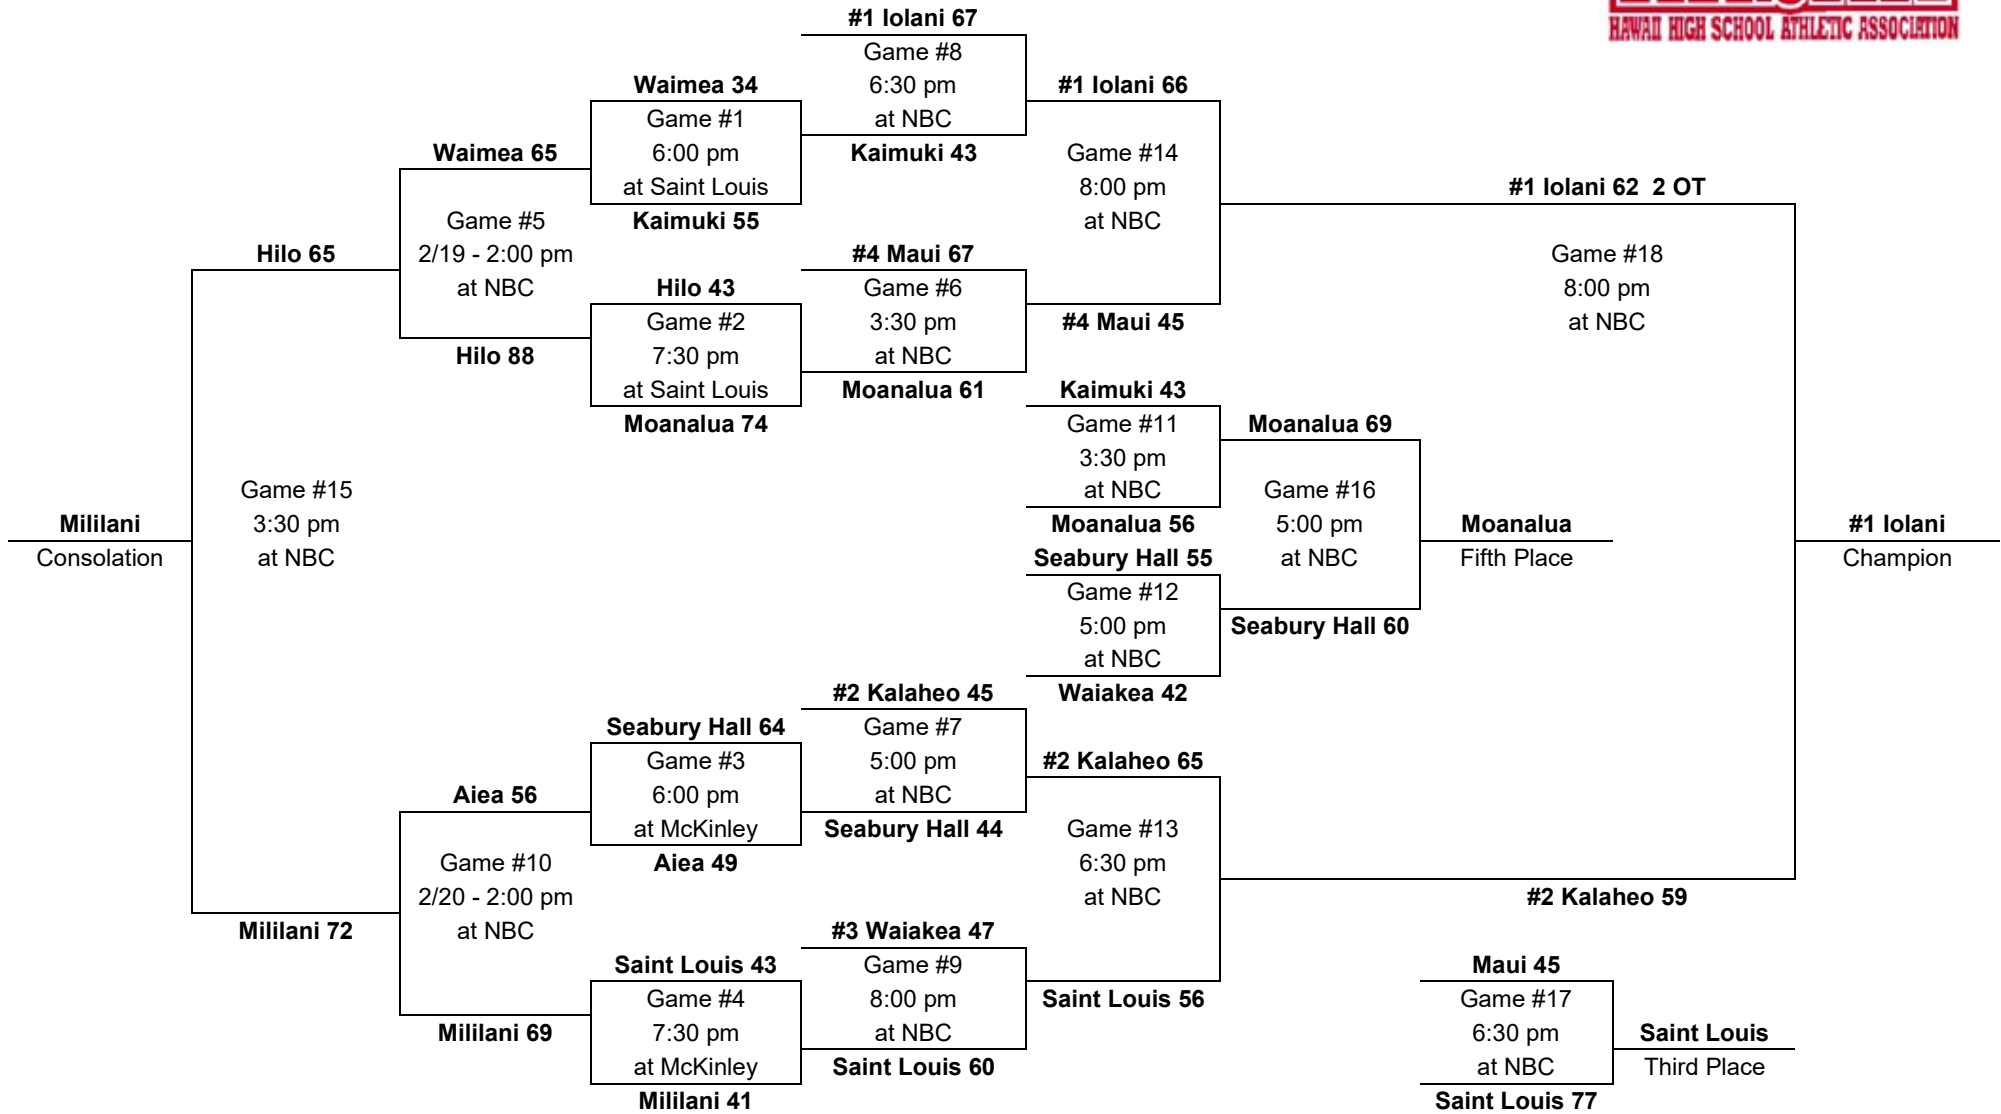 HAWAII HIGH SCHOOL ATHLETIC ASSOCIATION
#1 Iolani 67
Game #8
6:30 pm
at NBC
Kaimuki 43
Waimea 34
Game #1
6:00 pm
at Saint Louis
Kaimuki 55
#1 Iolani 66
Game #14
8:00 pm
at NBC
#4 Maui 45
Waimea 65
Game #5
2/19 - 2:00 pm
at NBC
Hilo 88
#1 Iolani 62  2 OT
Game #18
8:00 pm
at NBC
#2 Kalaheo 59
Hilo 65
Game #15
3:30 pm
at NBC
Mililani 72
#4 Maui 67
Game #6
3:30 pm
at NBC
Moanalua 61
Hilo 43
Game #2
7:30 pm
at Saint Louis
Moanalua 74
Kaimuki 43
Game #11
3:30 pm
at NBC
Moanalua 56
Moanalua 69
Game #16
5:00 pm
at NBC
Seabury Hall 60
Mililani
Consolation
Moanalua
Fifth Place
#1 Iolani
Champion
Seabury Hall 55
Game #12
5:00 pm
at NBC
Waiakea 42
#2 Kalaheo 45
Game #7
5:00 pm
at NBC
Seabury Hall 44
Seabury Hall 64
Game #3
6:00 pm
at McKinley
Aiea 49
#2 Kalaheo 65
Game #13
6:30 pm
at NBC
Saint Louis 56
Aiea 56
Game #10
2/20 - 2:00 pm
at NBC
Mililani 69
#3 Waiakea 47
Game #9
8:00 pm
at NBC
Saint Louis 60
Saint Louis 43
Game #4
7:30 pm
at McKinley
Mililani 41
Maui 45
Game #17
6:30 pm
at NBC
Saint Louis 77
Saint Louis
Third Place